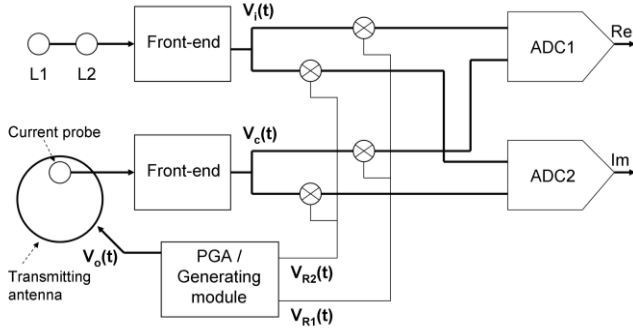 V_i(t)
Front-end
L1 L2
ADC1
Re
Current probe
V_c(t)
Front-end
ADC2
Im
V_o(t)
Transmitting
antenna
PGA /
Generating
module
V_R2(t)
V_R1(t)